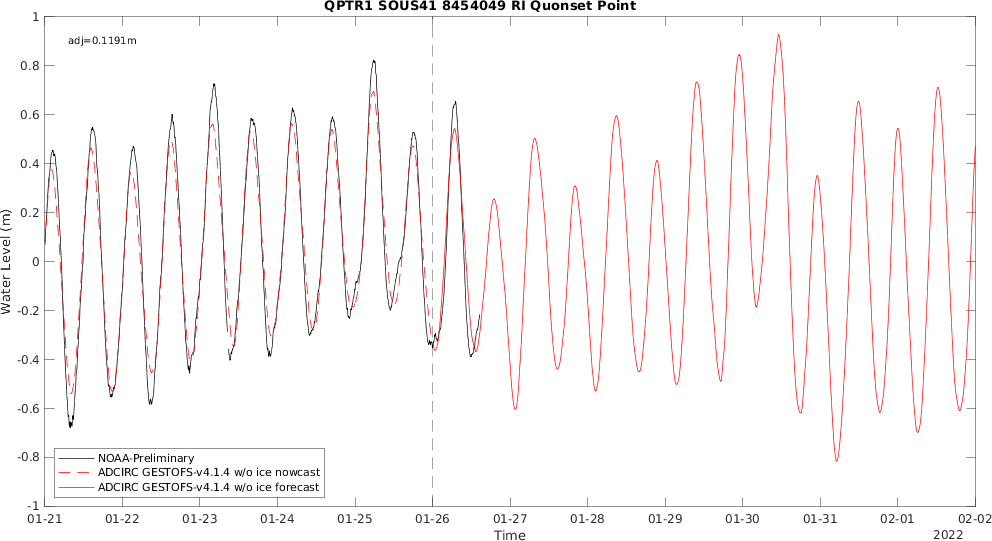 QPTR1 SOUS41 8454049 RI Quonset Point
1
adj=0.1191m
0.8
0.6
0.4
0.2
0
-0.2
-0.4
-0.6
-0.8
-1
Water Level (m)
NOAA-Preliminary
ADCIRC GESTOFS-v4.1.4 w/o ice nowcast
ADCIRC GESTOFS-v4.1.4 w/o ice forecast
01-21 01-22 01-23 01-24 01-25 01-26 01-27 01-28 01-29 01-30 01-31 02-01 02-02
Time
2022